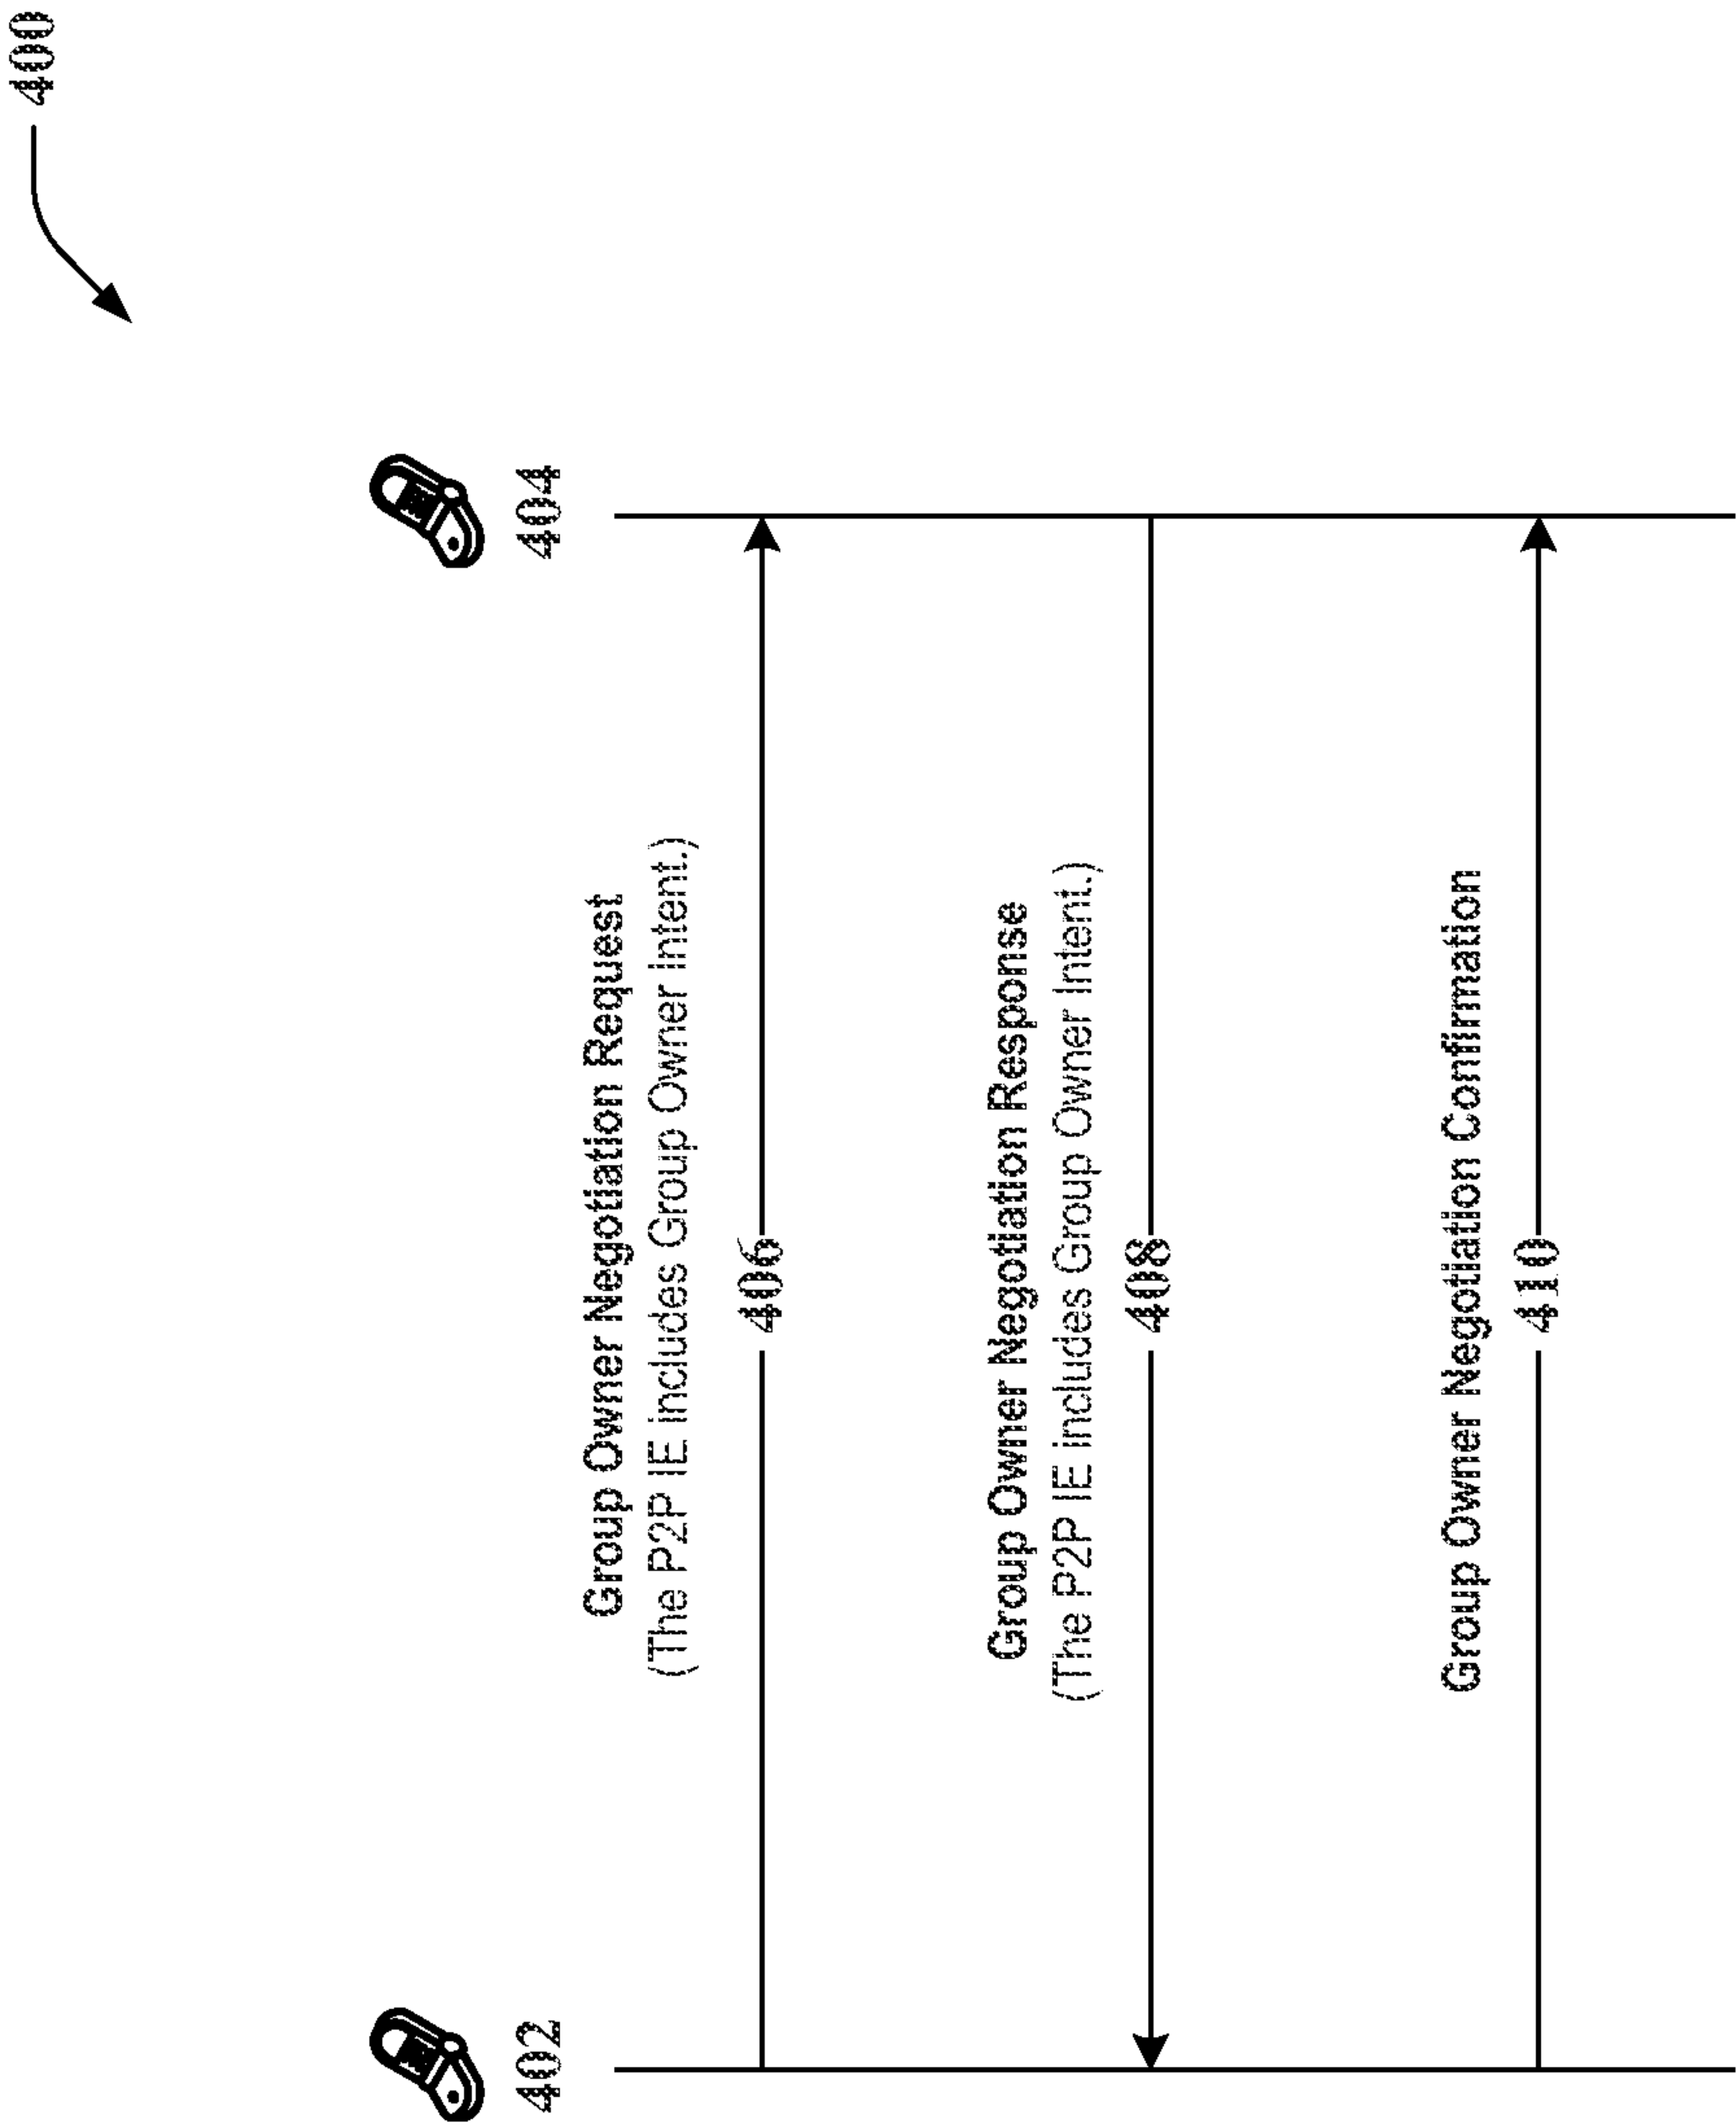 400
402
404
Group Owner Negotiation Request
(The P2P IE includes Group Owner Intent.)
406
Group Owner Negotiation Response
(The P2P IE includes Group Owner Intent.)
408
Group Owner Negotiation Confirmation
410